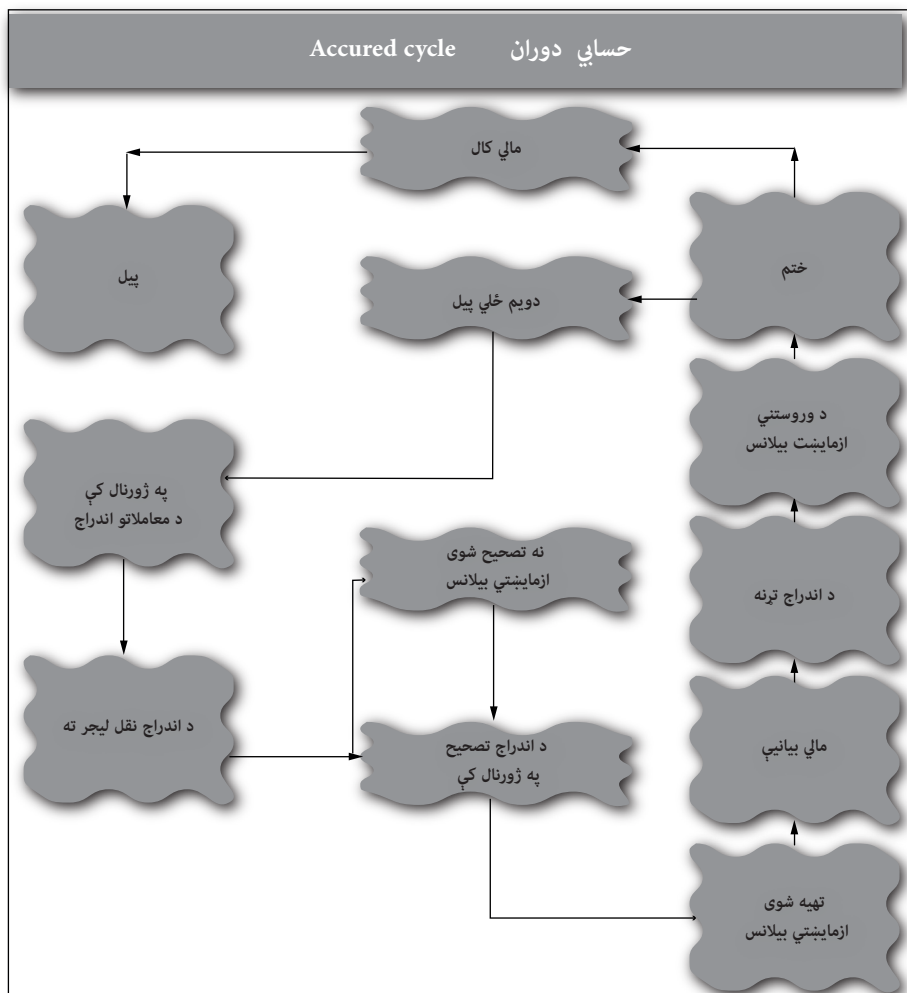 حسابي دوران Accured cycle
مالي کال
پيل
ختم
دويم ځلي پيل
د وروستني
ازمايښت بيلانس
په ژورنال کې
د معاملاتو اندراج
نه تصحيح شوی
ازمايښتي بيلانس
د اندراج تړنه
د اندراج نقل ليجر ته
د اندراج تصحيح
په ژورنال کې
مالي بيانيې
تهيه شوی
ازمايښتي بيلانس